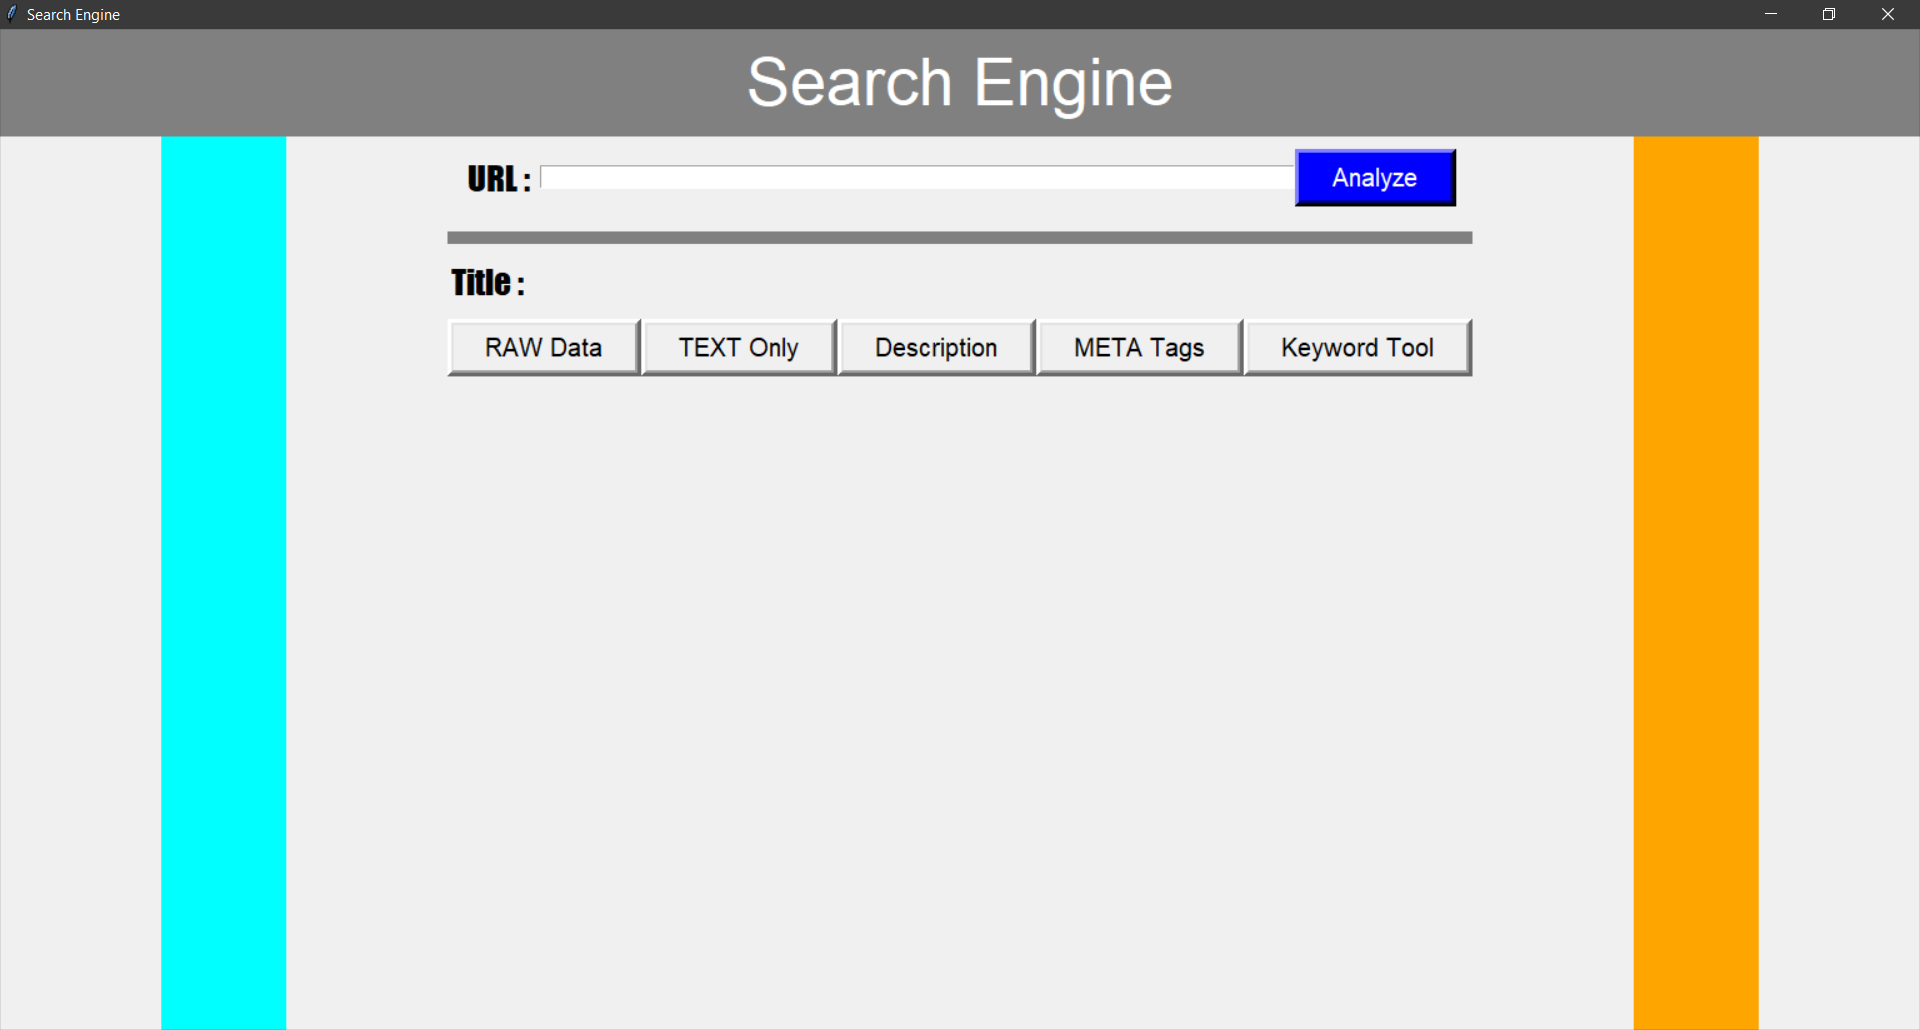 Search Engine
Search Engine
URL : Analyze
Title :
RAW Data TEXT Only Description META Tags Keyword Tool